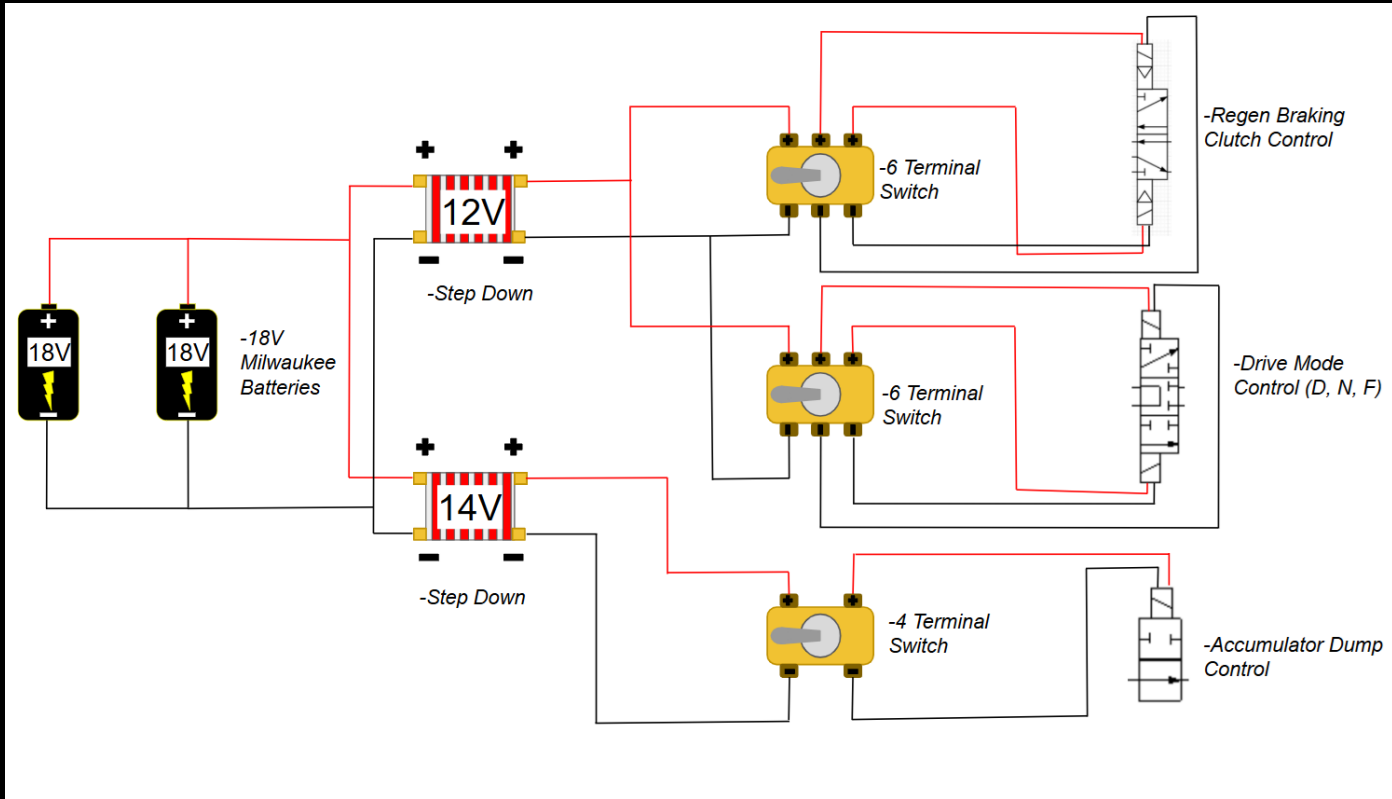 -Regen Braking
Clutch Control
-6 Terminal
Switch
12V
-Step Down
18V
18V
-18V
Milwaukee
Batteries
-6 Terminal
Switch
-Drive Mode
Control (D, N, F)
14V
-Step Down
-4 Terminal
Switch
-Accumulator Dump
Control